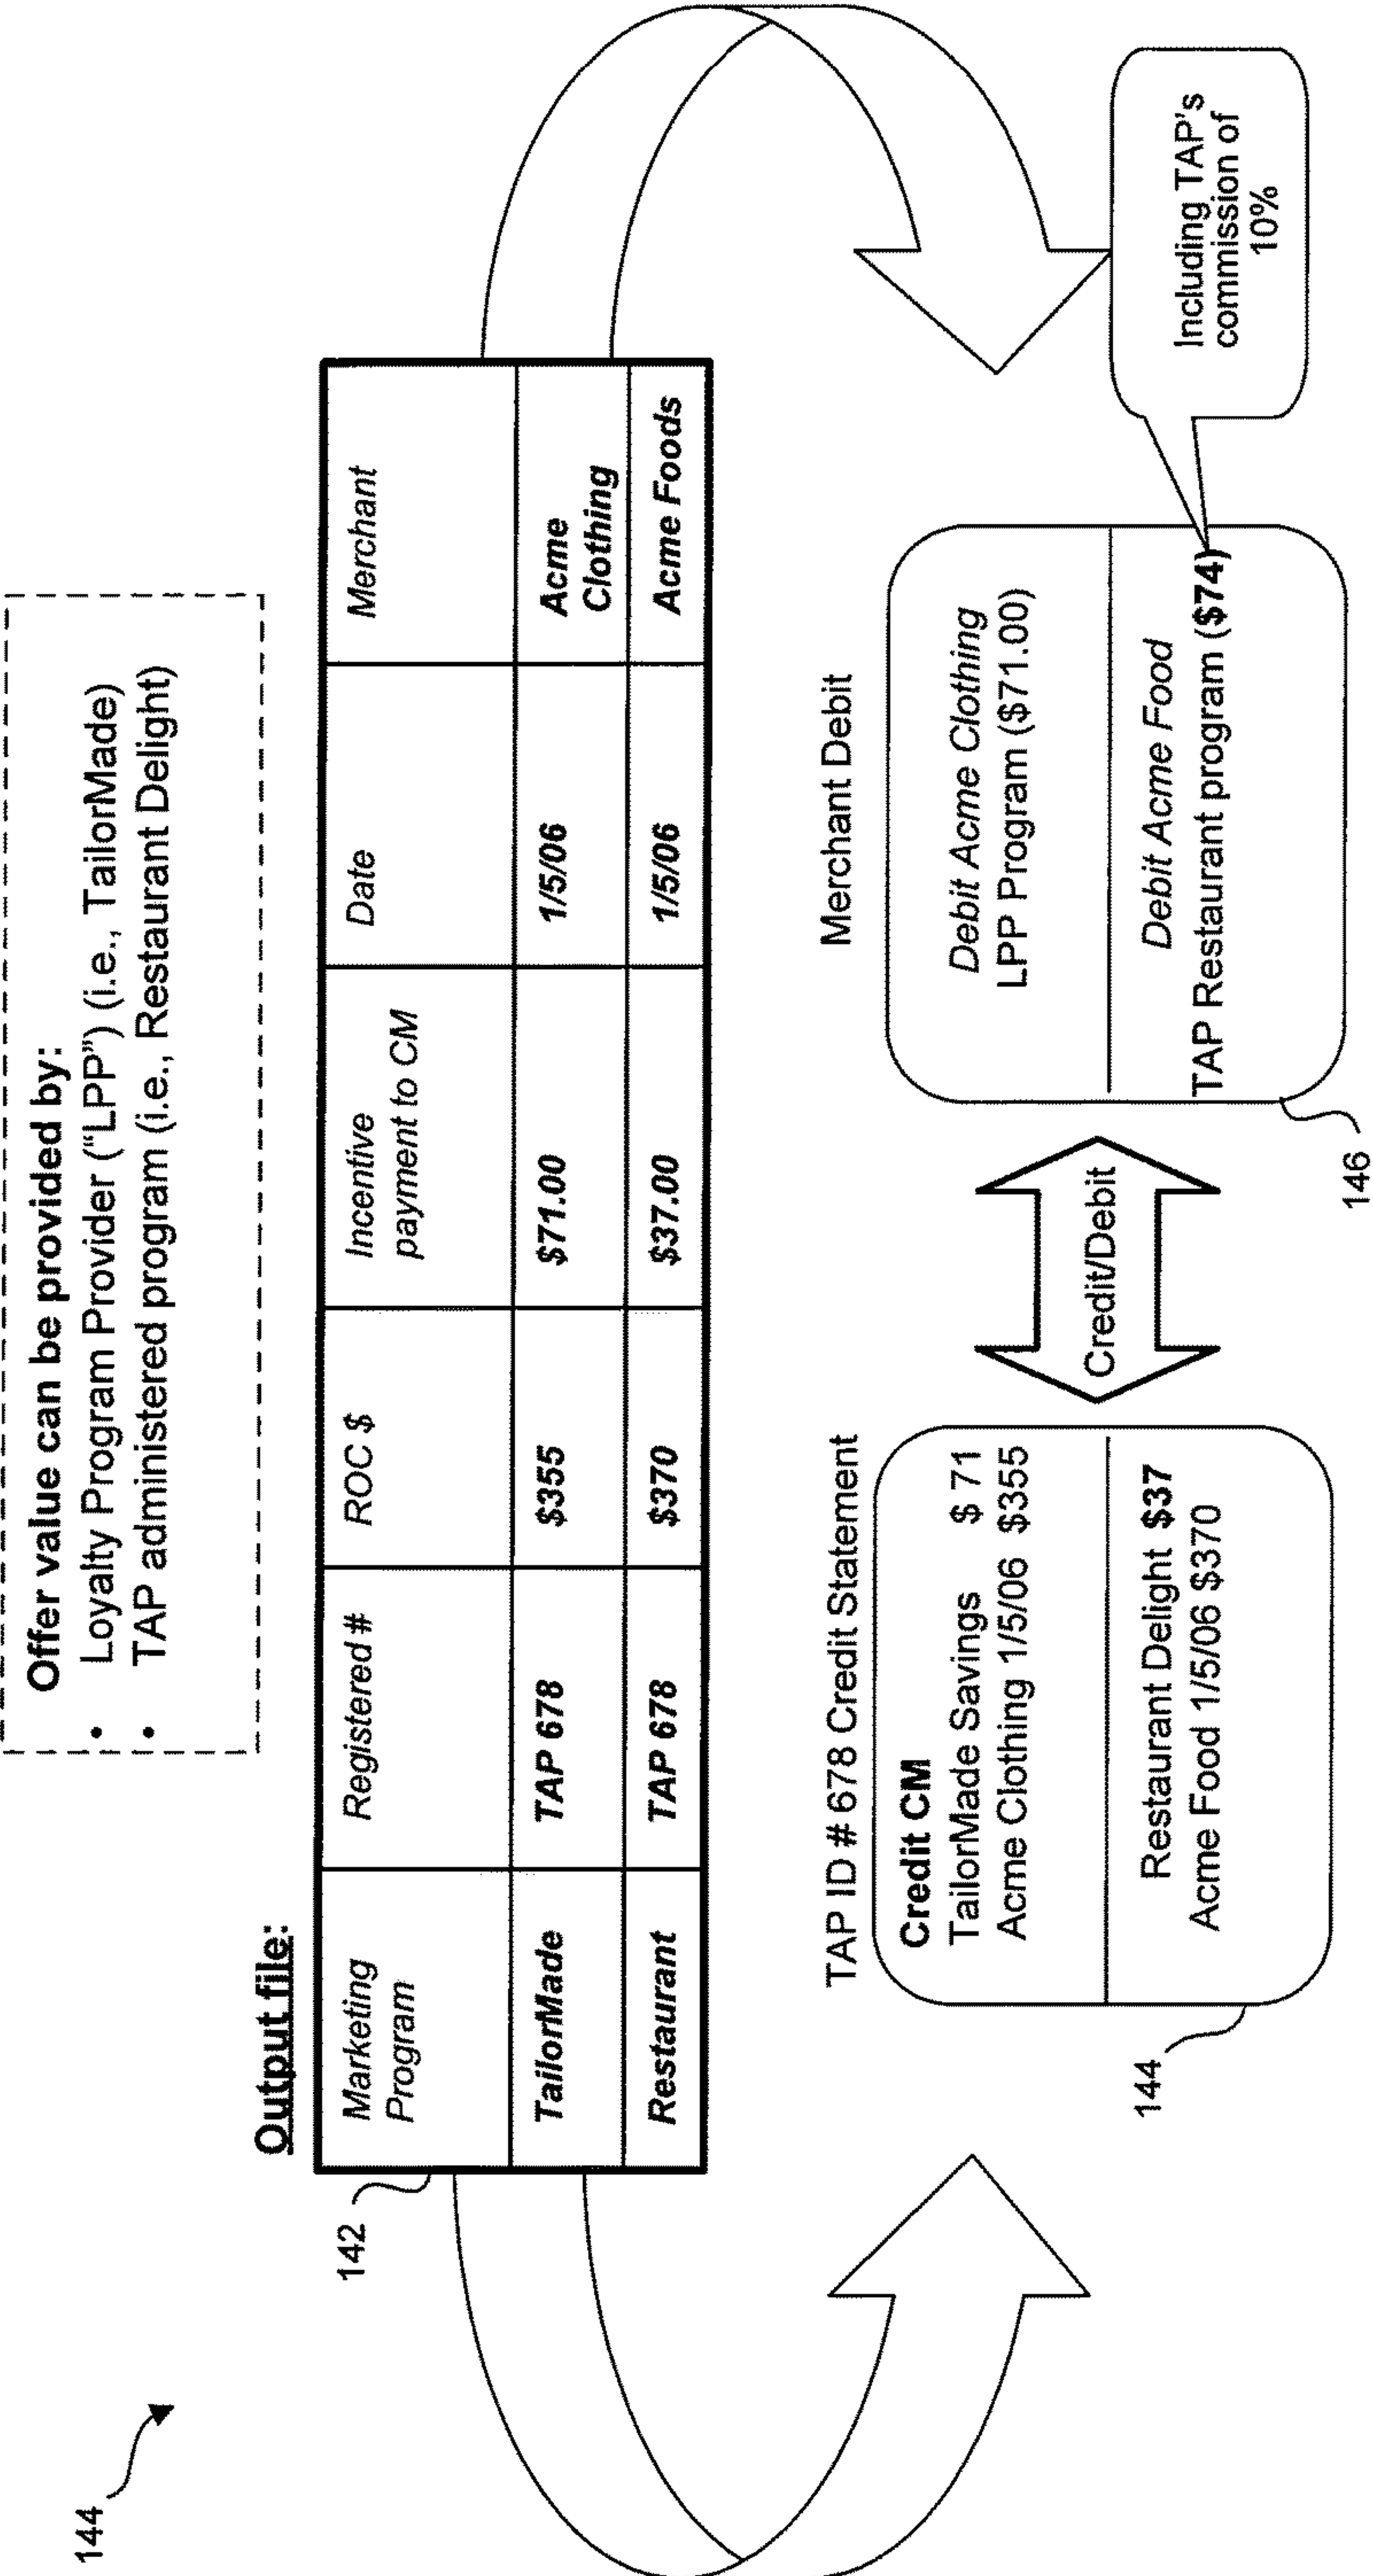 144
Offer value can be provided by:
• Loyalty Program Provider ("LPP") (i.e., TailorMade)
• TAP administered program (i.e., Restaurant Delight)
Output file:
142
Marketing Program | Registered # | ROC $ | Incentive payment to CM | Date | Merchant
TailorMade | TAP 678 | $355 | $71.00 | 1/5/06 | Acme Clothing
Restaurant | TAP 678 | $370 | $37.00 | 1/5/06 | Acme Foods
TAP ID # 678 Credit Statement
Credit CM
TailorMade Savings $ 71
Acme Clothing 1/5/06 $355
Restaurant Delight $37
Acme Food 1/5/06 $370
144
Credit/Debit
Merchant Debit
Debit Acme Clothing
LPP Program ($71.00)
Debit Acme Food
TAP Restaurant program ($74)
146
Including TAP's
commission of
10%